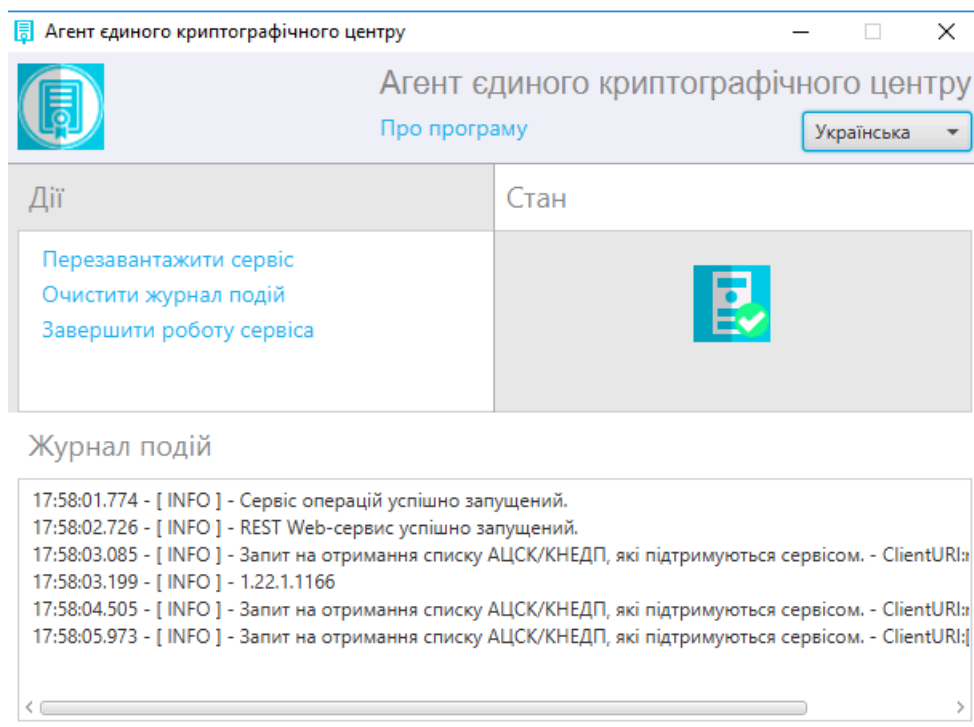 Агент єдиного криптографічного центру
Агент єдиного криптографічного центру
Про програму
Українська
Дії
Стан
Перезавантажити сервіс
Очистити журнал подій
Завершити роботу сервіса
Журнал подій
17:58:01.774 - [ INFO ] - Сервіс операцій успішно запущений.
17:58:02.726 - [ INFO ] - REST Web-сервис успішно запущений.
17:58:03.085 - [ INFO ] - Запит на отримання списку АЦСК/КНЕДП, які підтримуються сервісом. - ClientURI:
17:58:03.199 - [ INFO ] - 1.22.1.1166
17:58:04.505 - [ INFO ] - Запит на отримання списку АЦСК/КНЕДП, які підтримуються сервісом. - ClientURI:
17:58:05.973 - [ INFO ] - Запит на отримання списку АЦСК/КНЕДП, які підтримуються сервісом. - ClientURI:[